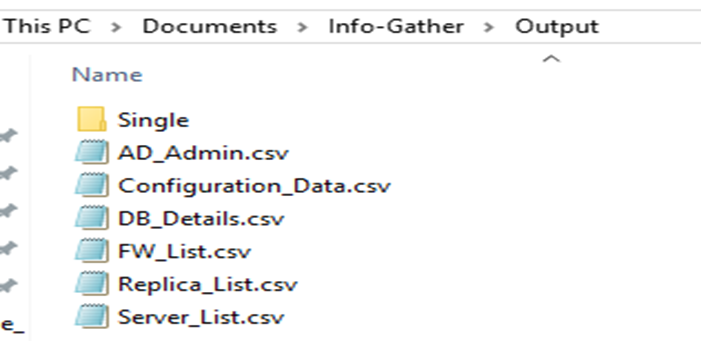 This PC > Documents > Info-Gather > Output
Name
Single
AD_Admin.csv
Configuration_Data.csv
DB_Details.csv
FW_List.csv
Replica_List.csv
Server_List.csv
e_